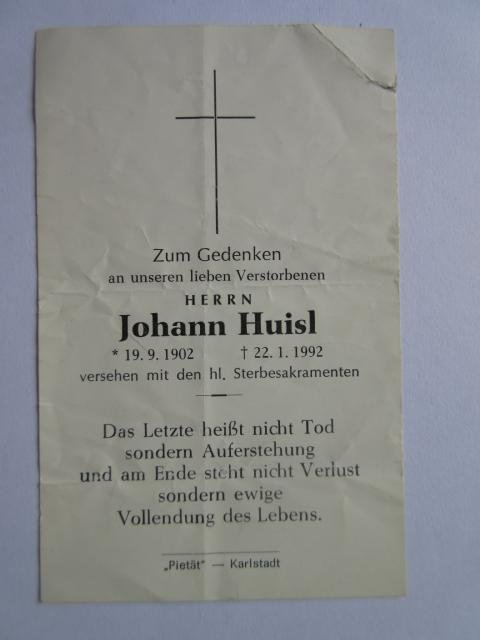 Zum Gedenken
an unseren lieben Verstorbenen
HERRN
Johann Huisl
* 19. 9. 1902 † 22. 1. 1992
versehen mit den hl. Sterbesakramenten
Das Letzte heißt nicht Tod
sondern Auferstehung
und am Ende steht nicht Verlust
sondern ewige
Vollendung des Lebens.
„Pietät" — Karlstadt